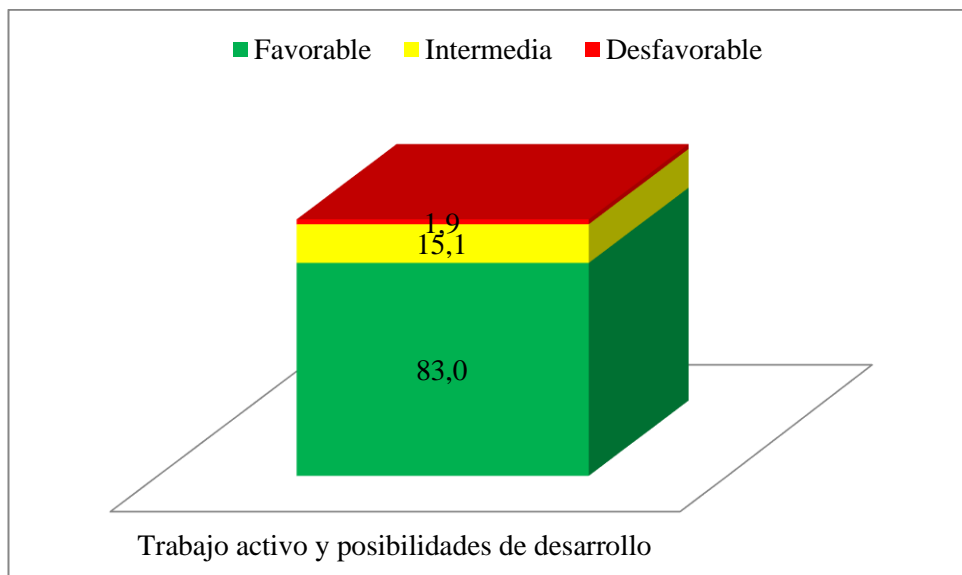 Favorable Intermedia Desfavorable
1,9
15,1
83,0
Trabajo activo y posibilidades de desarrollo